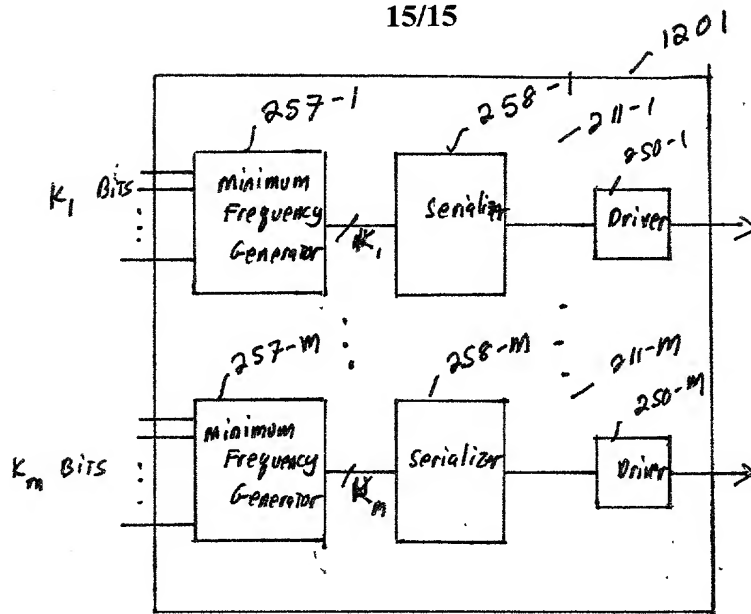 15/15
1201
257-1
258-1
211-1
250-1
K1 Bits
Minimum
Frequency
Generator
K1
Serializer
Driver
257-M
258-M
211-M
250-M
Km Bits
Minimum
Frequency
Generator
Km
Serializer
Driver